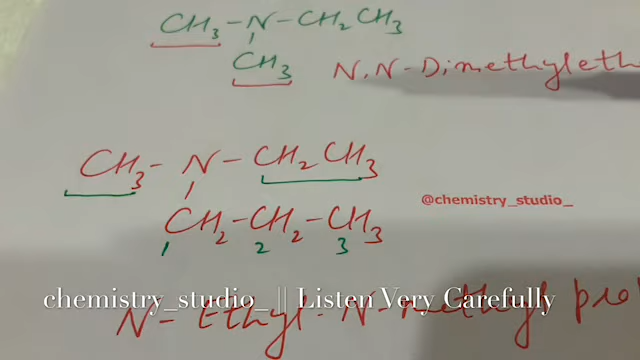 CH₃-N-CH₂CH₃
CH₃
N,N-Dimethyleth
CH₃-N-CH₂CH₃
CH₂-CH₂-CH₃
1 2 3
@chemistry_studio_
chemistry_studio_ || Listen Very Carefully
N-Ethyl-N-methyl pro